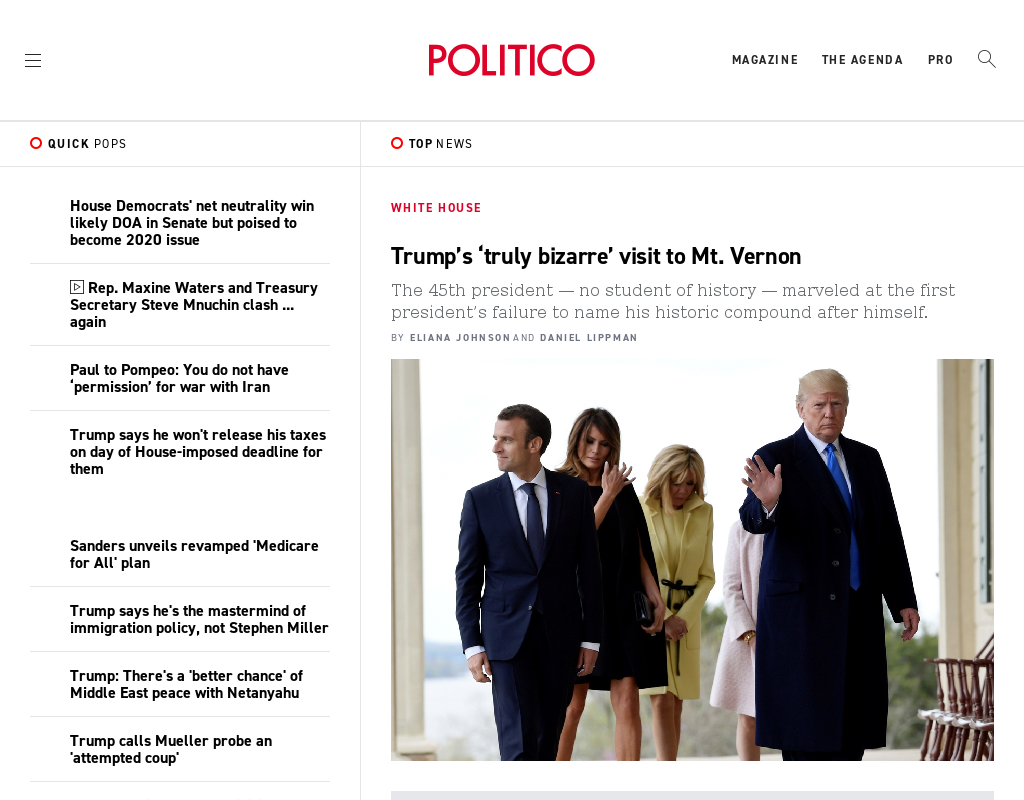 POLITICO
MAGAZINE
THE AGENDA
PRO
QUICK POPS
TOP NEWS
House Democrats' net neutrality win
likely DOA in Senate but poised to
become 2020 issue
Rep. Maxine Waters and Treasury
Secretary Steve Mnuchin clash ...
again
Paul to Pompeo: You do not have
‘permission’ for war with Iran
Trump says he won't release his taxes
on day of House-imposed deadline for
them
Sanders unveils revamped 'Medicare
for All' plan
Trump says he's the mastermind of
immigration policy, not Stephen Miller
Trump: There's a 'better chance' of
Middle East peace with Netanyahu
Trump calls Mueller probe an
'attempted coup'
WHITE HOUSE
Trump’s ‘truly bizarre’ visit to Mt. Vernon
The 45th president — no student of history — marveled at the first
president’s failure to name his historic compound after himself.
BY ELIANA JOHNSON AND DANIEL LIPPMAN